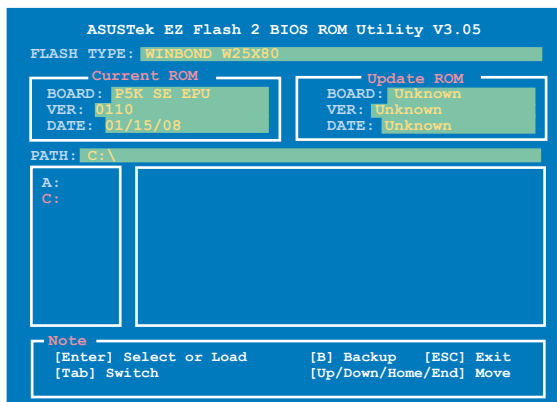 ASUSTek EZ Flash 2 BIOS ROM Utility V3.05
FLASH TYPE: WINBOND W25X80
Current ROM
BOARD: P5K SE EPU
VER: 0110
DATE: 01/15/08
Update ROM
BOARD: Unknown
VER: Unknown
DATE: Unknown
PATH: C:\
A:
C:
Note
[Enter] Select or Load [B] Backup [ESC] Exit
[Tab] Switch [Up/Down/Home/End] Move